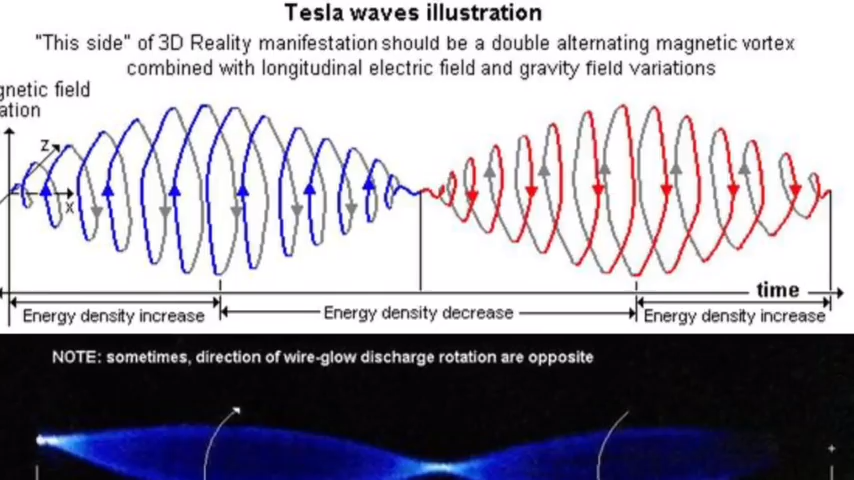 Tesla waves illustration
"This side" of 3D Reality manifestation should be a double alternating magnetic vortex
combined with longitudinal electric field and gravity field variations
gnetic field
ation
z
x
time
Energy density increase
Energy density decrease
Energy density increase
NOTE: sometimes, direction of wire-glow discharge rotation are opposite